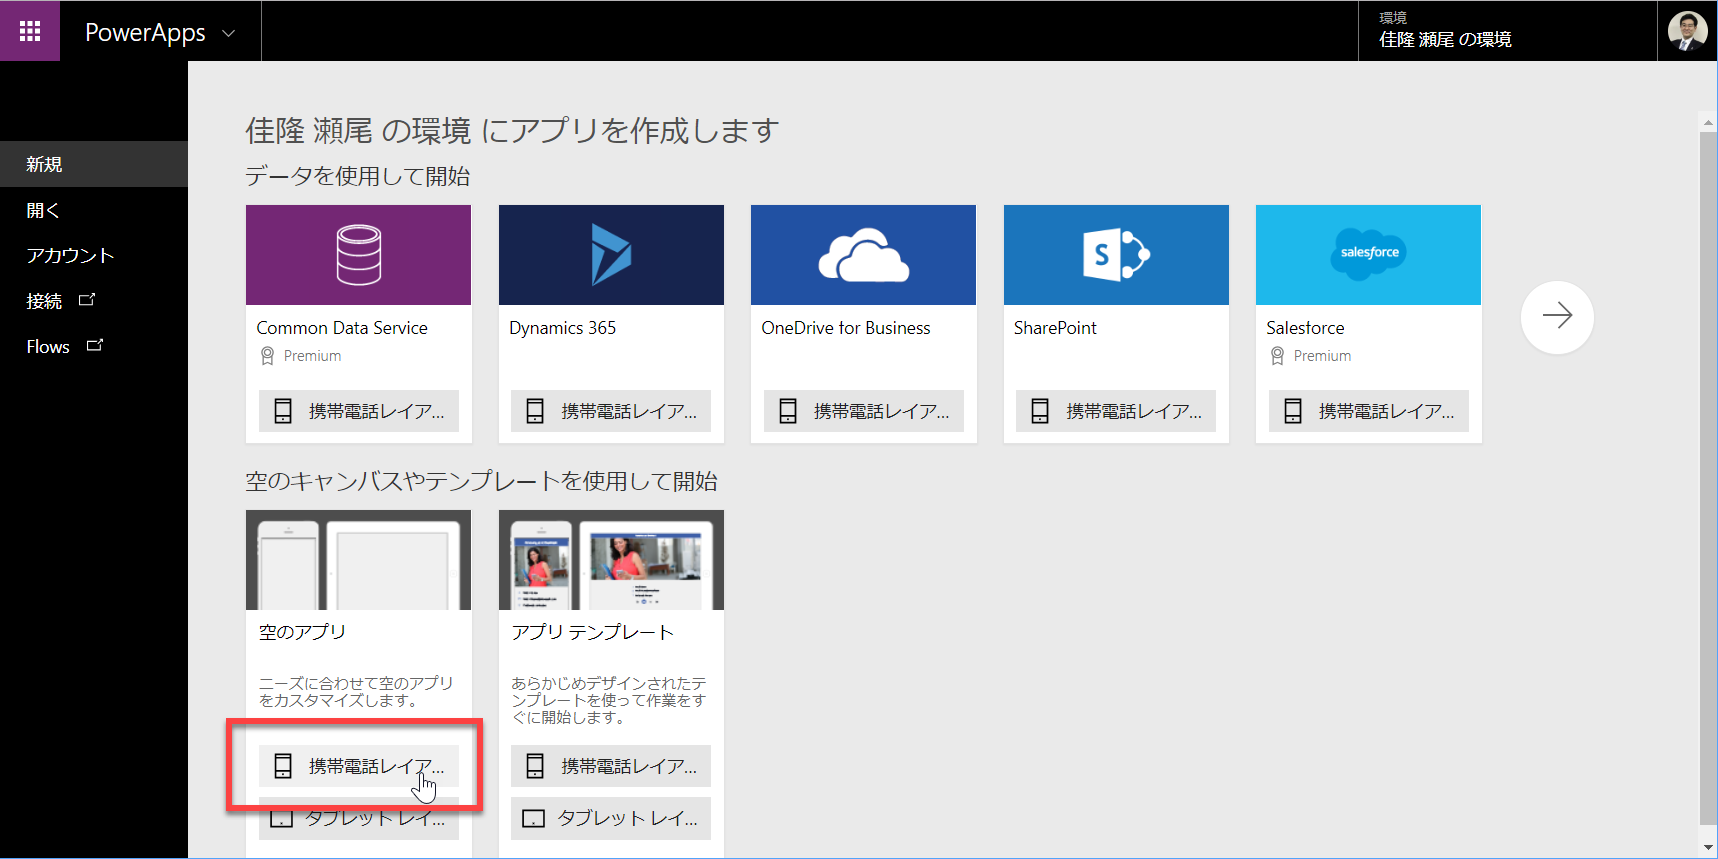 PowerApps
環境
佳隆 瀬尾 の環境
新規
開く
アカウント
接続
Flows
佳隆 瀬尾 の環境 にアプリを作成します
データを使用して開始
Common Data Service
Premium
携帯電話レイア...
Dynamics 365
携帯電話レイア...
OneDrive for Business
携帯電話レイア...
S
SharePoint
携帯電話レイア...
salesforce
Salesforce
Premium
携帯電話レイア...
空のキャンバスやテンプレートを使用して開始
空のアプリ
ニーズに合わせて空のアプリ
をカスタマイズします。
携帯電話レイア...
タブレット レイ...
アプリ テンプレート
あらかじめデザインされたテ
ンプレートを使って作業をす
ぐに開始します。
携帯電話レイア...
タブレット レイ...